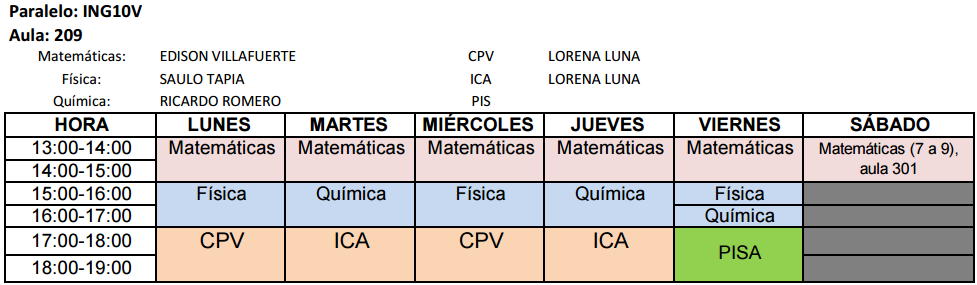 Paralelo: ING10V
Aula: 209
Matemáticas: EDISON VILLAFUERTE CPV LORENA LUNA
Física: SAULO TAPIA ICA LORENA LUNA
Química: RICARDO ROMERO PIS
HORA LUNES MARTES MIÉRCOLES JUEVES VIERNES SÁBADO
13:00-14:00 Matemáticas Matemáticas Matemáticas Matemáticas Matemáticas Matemáticas (7 a 9),
14:00-15:00 aula 301
15:00-16:00 Física Química Física Química Física
16:00-17:00 Química
17:00-18:00 CPV ICA CPV ICA PISA
18:00-19:00